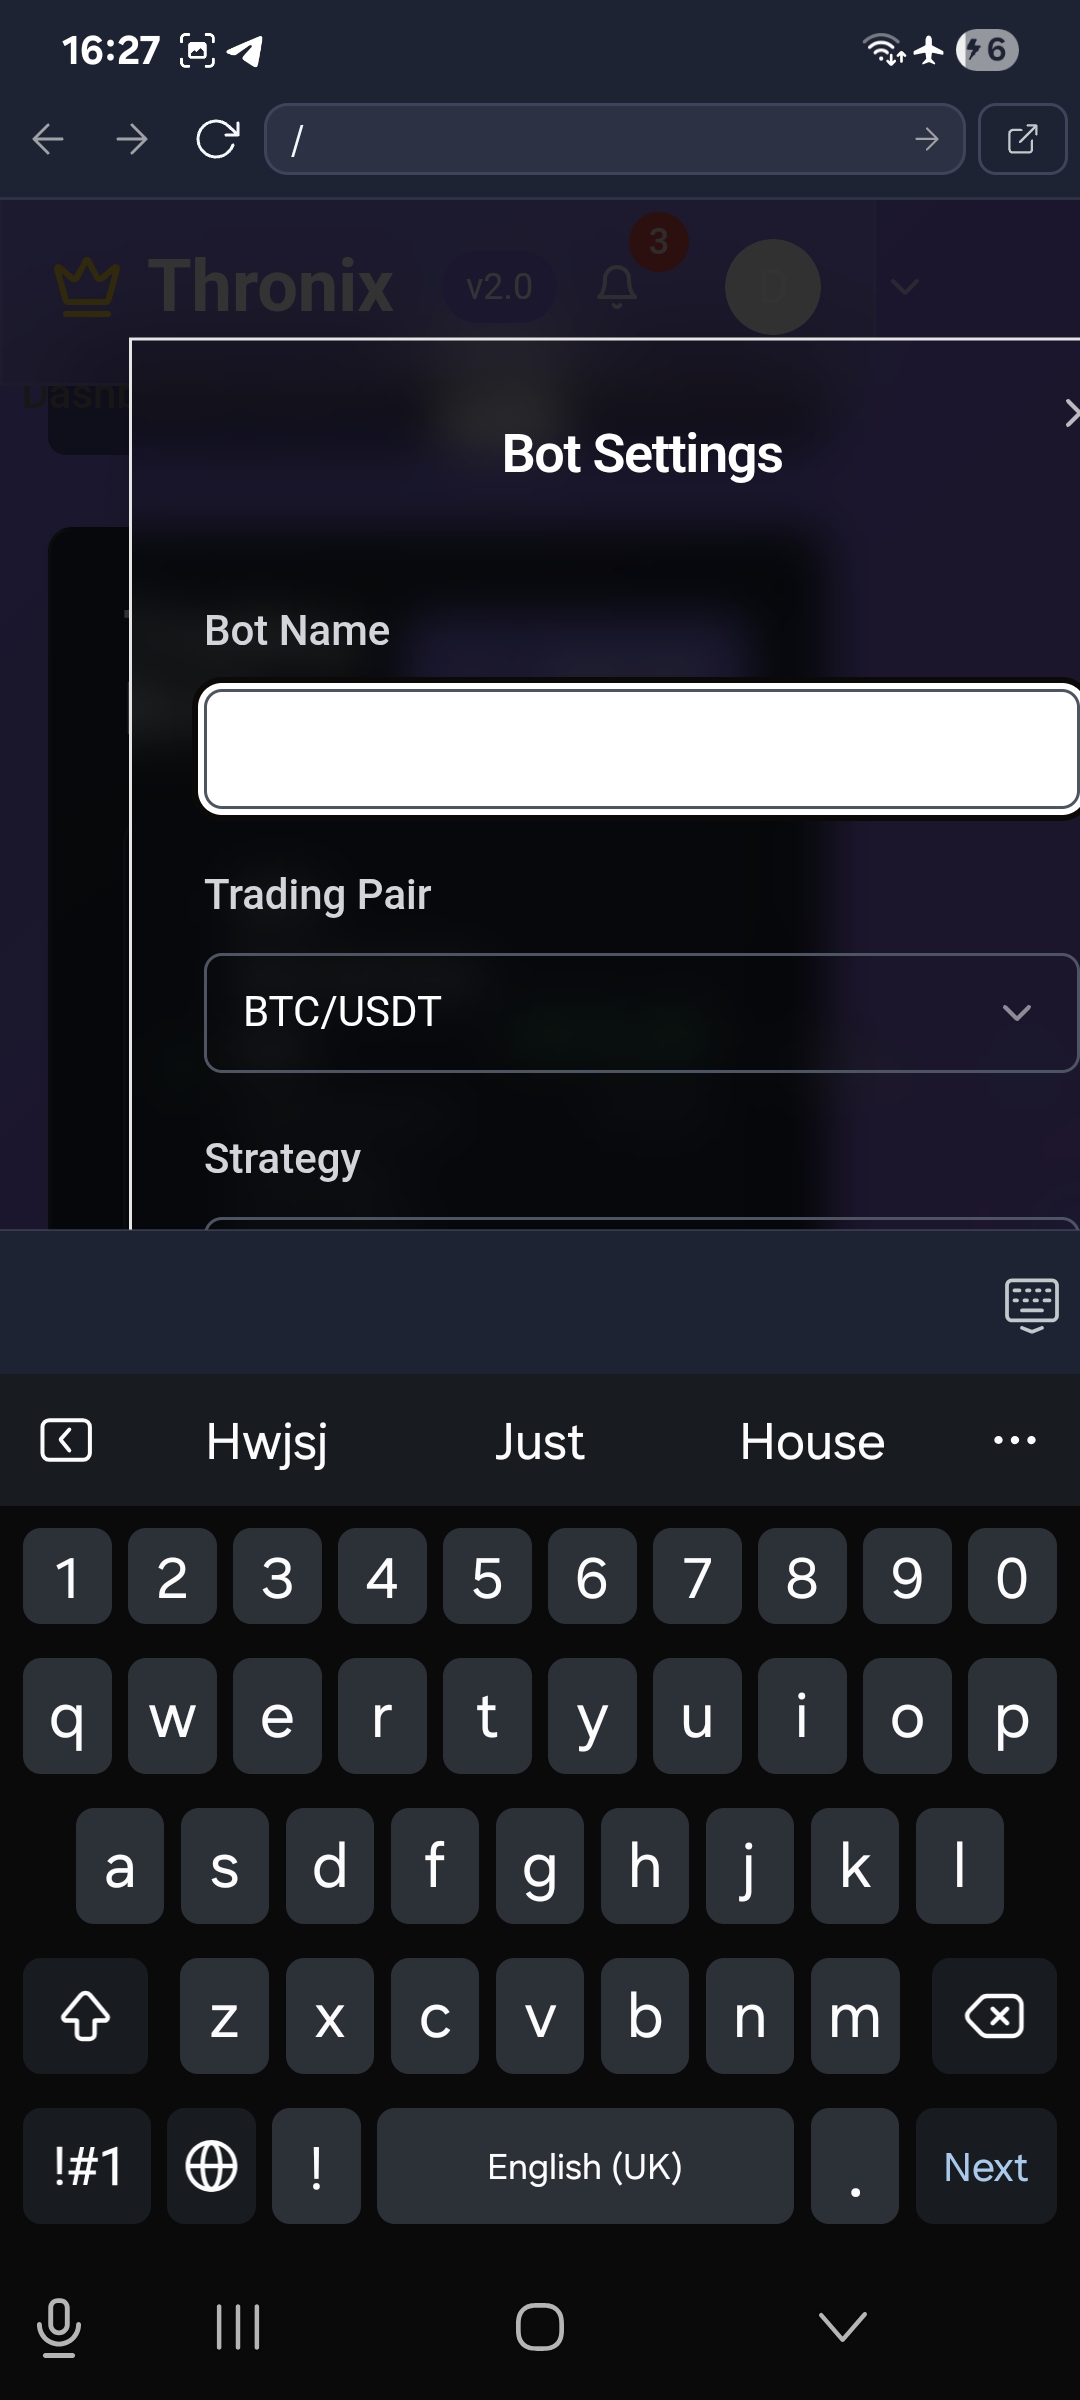 16:27
6
/
Thronix
v2.0
3
Dashb
Bot Settings
Bot Name
Trading Pair
BTC/USDT
Strategy
Hwjsj Just House
1 2 3 4 5 6 7 8 9 0
q w e r t y u i o p
a s d f g h j k l
z x c v b n m
!#1 ! English (UK) . Next